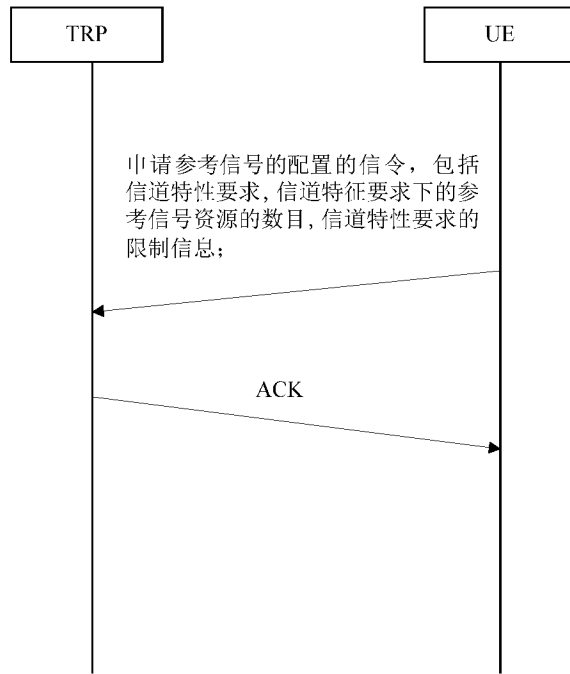 TRP
UE
申请参考信号的配置的信令，包括
信道特性要求，信道特征要求下的参
考信号资源的数目，信道特性要求的
限制信息；
ACK